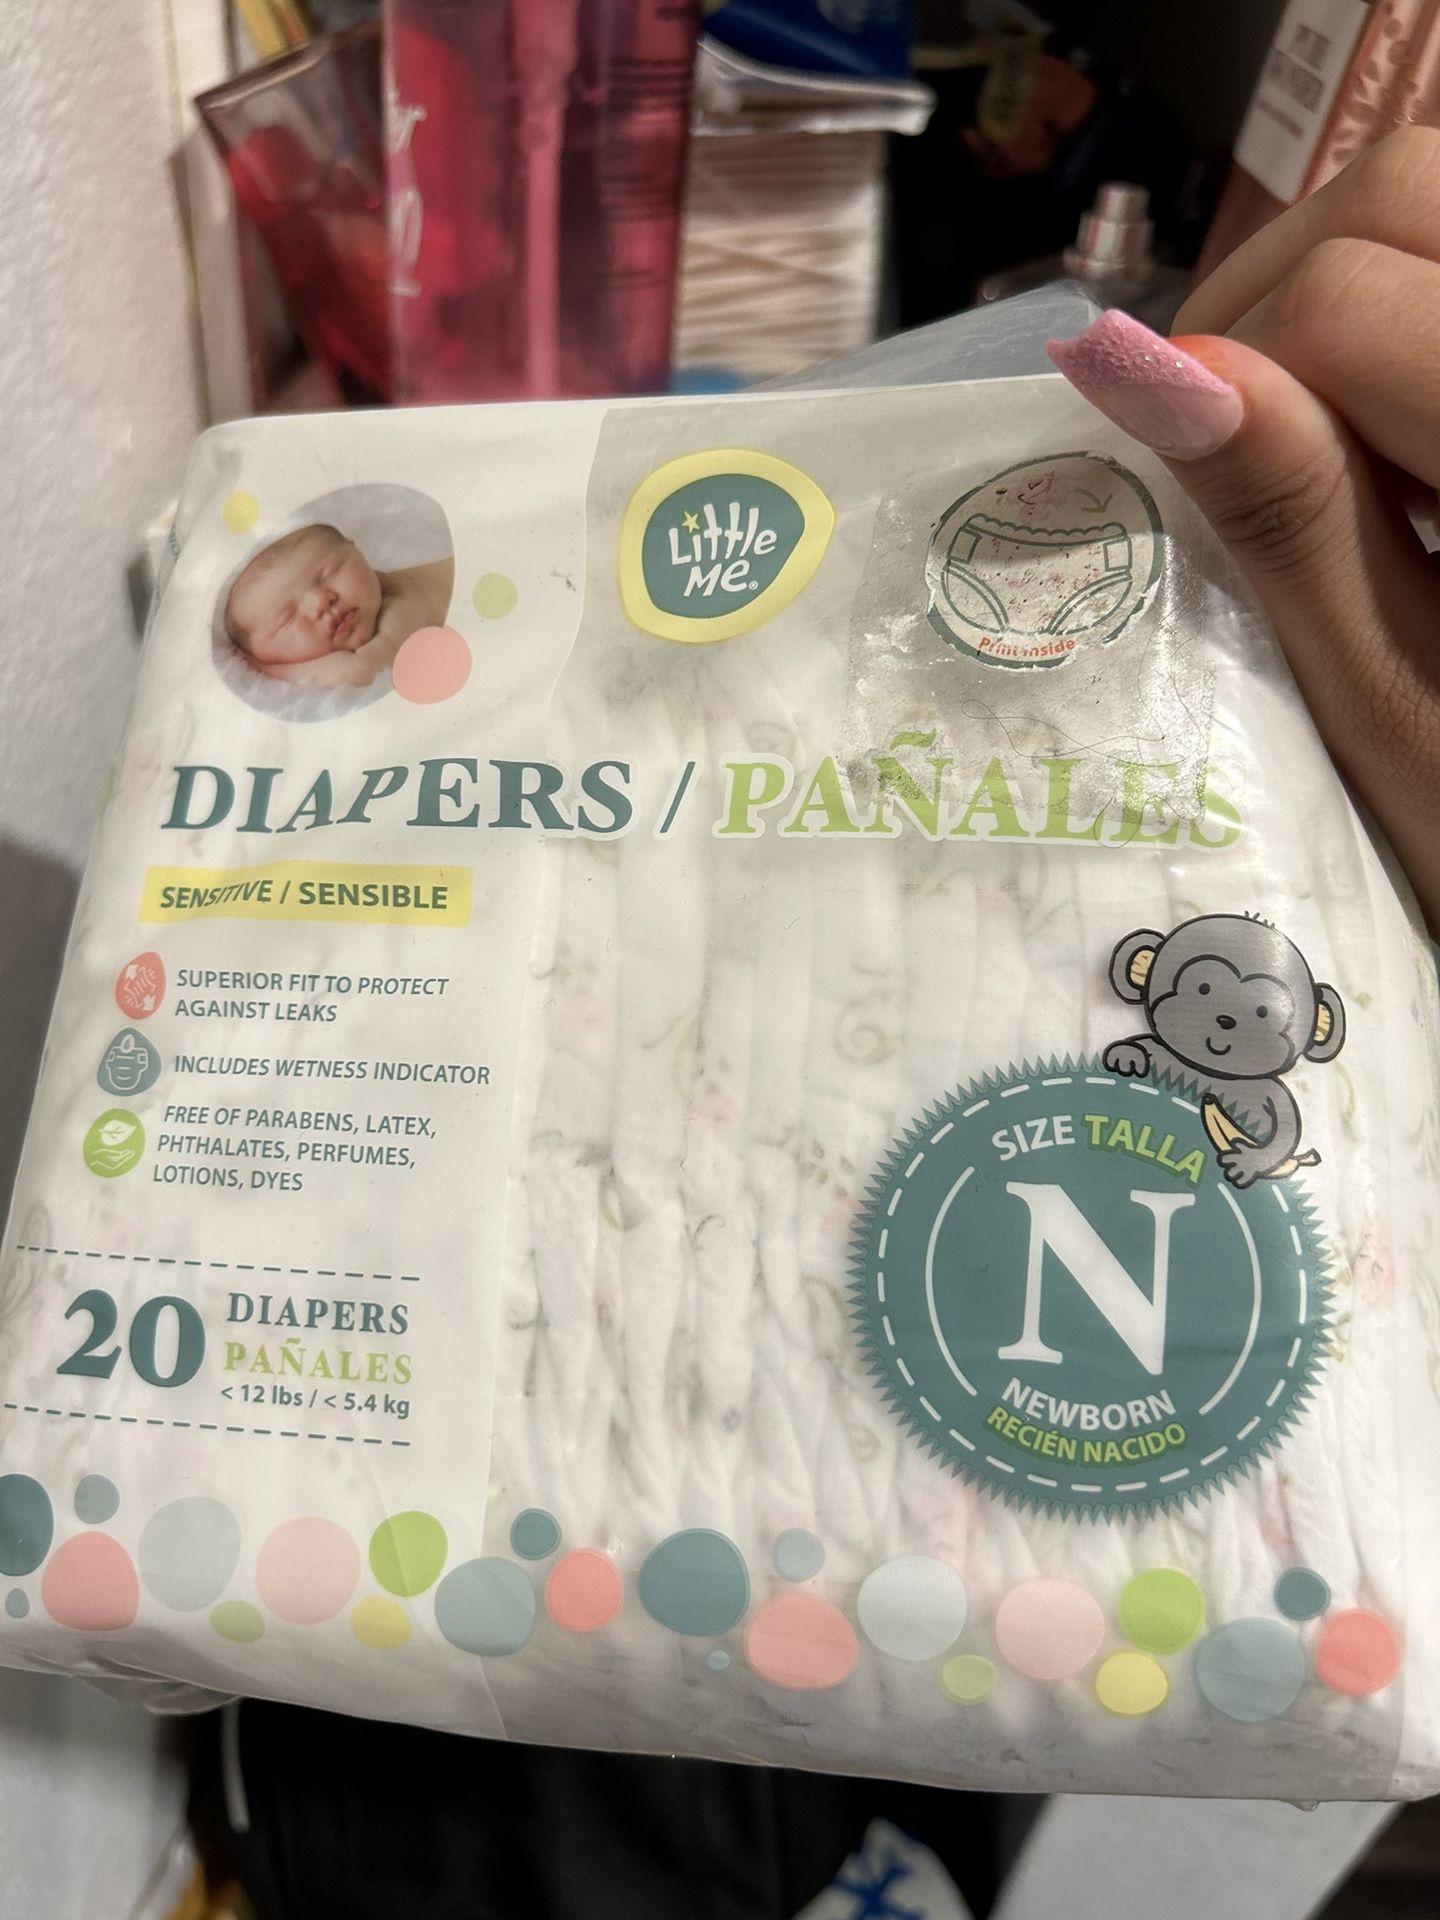 Little
Me®
Print inside
DIAPERS / PAÑALES
SENSITIVE / SENSIBLE
SUPERIOR FIT TO PROTECT
AGAINST LEAKS
INCLUDES WETNESS INDICATOR
FREE OF PARABENS, LATEX,
PHTHALATES, PERFUMES,
LOTIONS, DYES
20 DIAPERS
PAÑALES
< 12 lbs / < 5.4 kg
SIZE TALLA
N
NEWBORN
RECIÉN NACIDO